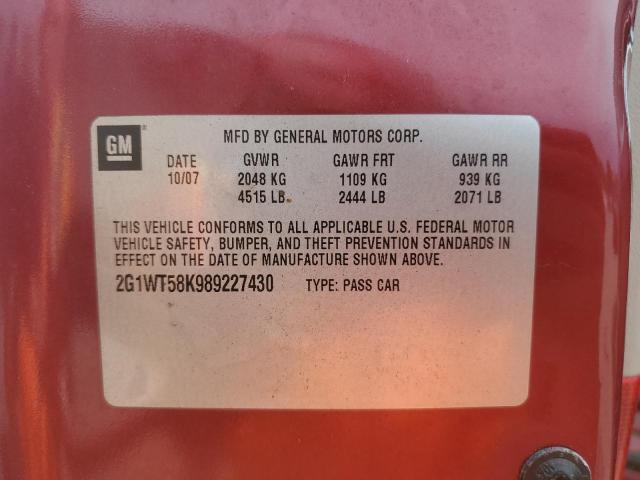 GM MFD BY GENERAL MOTORS CORP.
DATE GVWR GAWR FRT GAWR RR
10/07 2048 KG 1109 KG 939 KG
4515 LB 2444 LB 2071 LB
THIS VEHICLE CONFORMS TO ALL APPLICABLE U.S. FEDERAL MOTOR
VEHICLE SAFETY, BUMPER, AND THEFT PREVENTION STANDARDS IN
EFFECT ON THE DATE OF MANUFACTURE SHOWN ABOVE.
2G1WT58K989227430 TYPE: PASS CAR